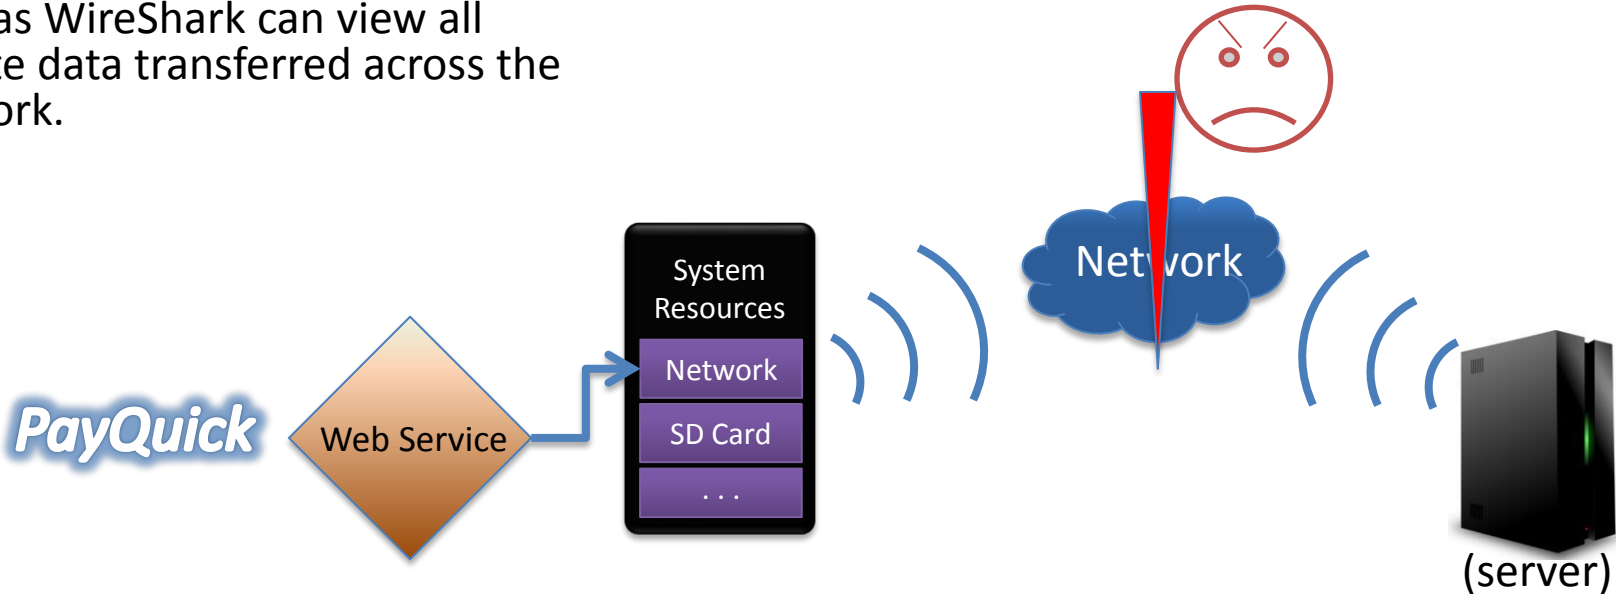 as WireShark can view all
data transferred across the
PayQuick
Web Service
System
Resources
Network
SD Card
. . .
Network
(server)